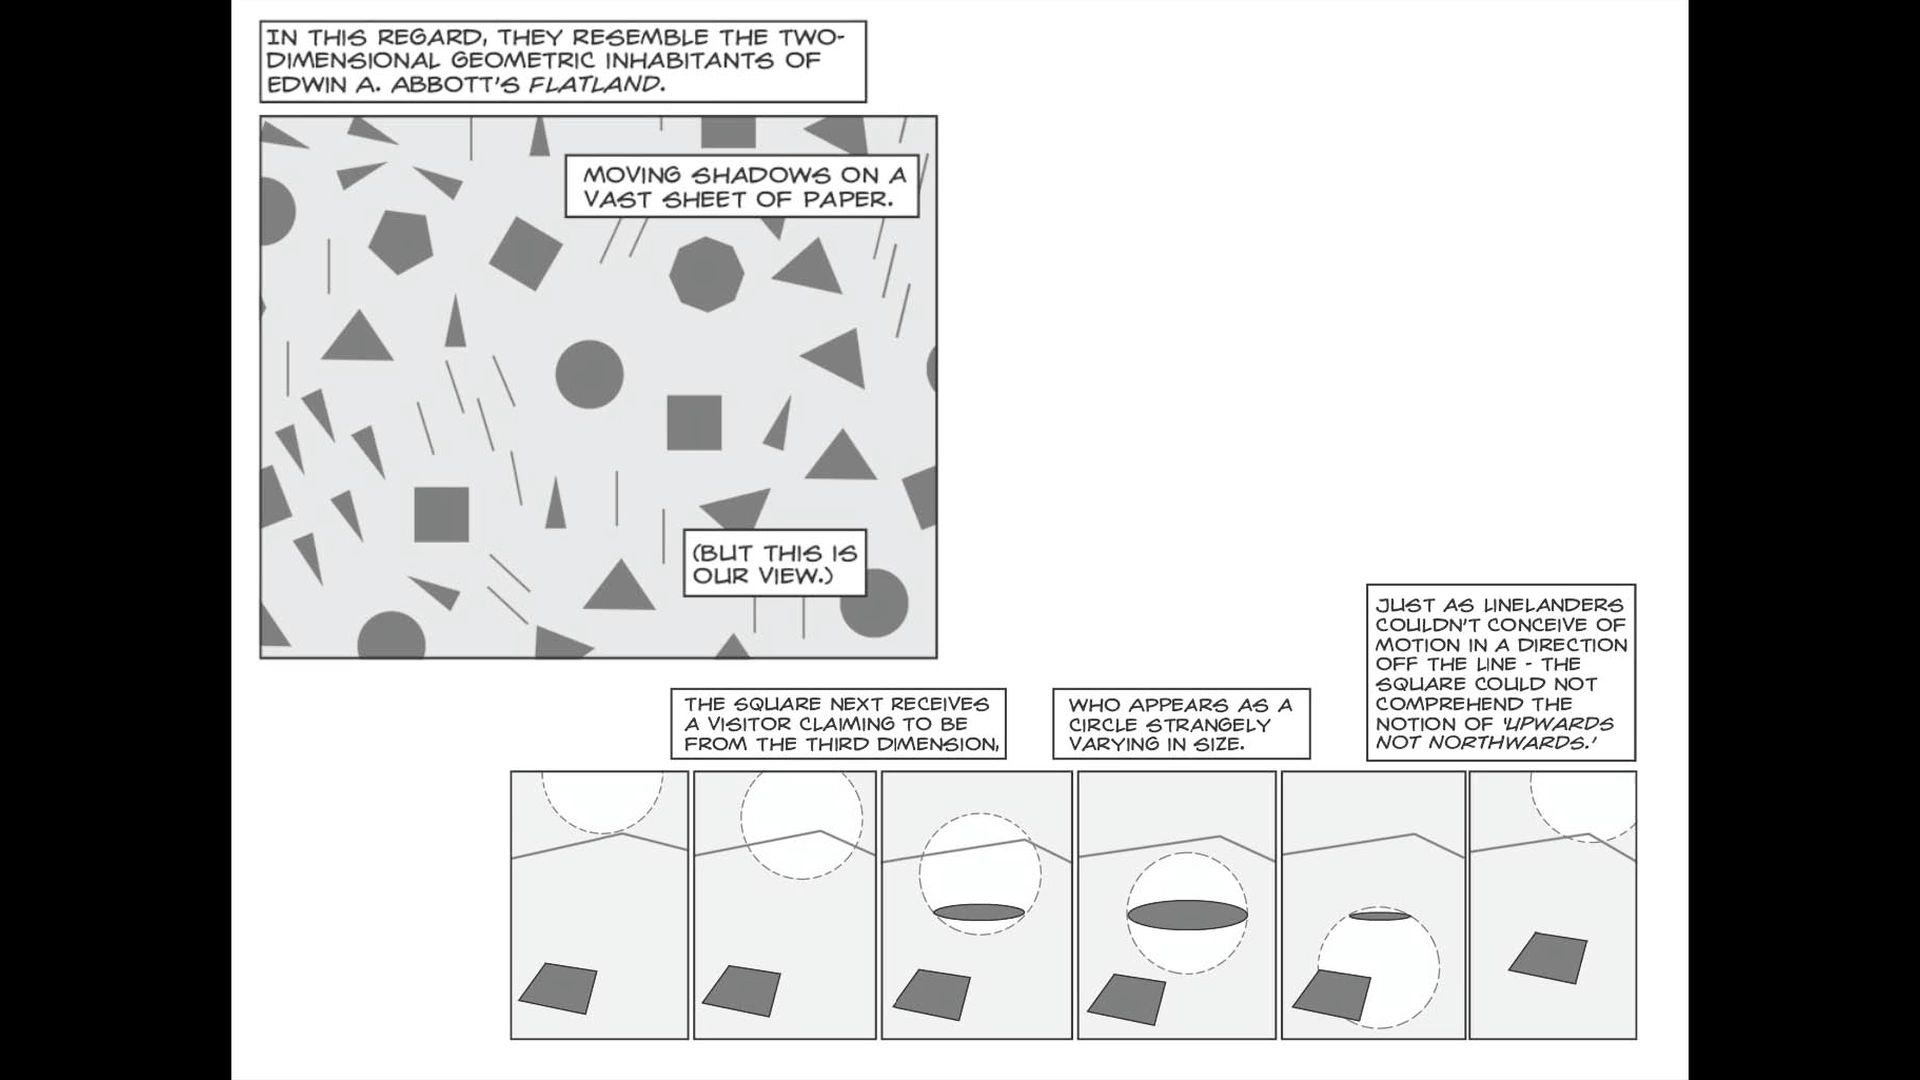 IN THIS REGARD, THEY RESEMBLE THE TWO-
DIMENSIONAL GEOMETRIC INHABITANTS OF
EDWIN A. ABBOTT'S FLATLAND.
MOVING SHADOWS ON A
VAST SHEET OF PAPER.
(BUT THIS IS
OUR VIEW.)
THE SQUARE NEXT RECEIVES
A VISITOR CLAIMING TO BE
FROM THE THIRD DIMENSION,
WHO APPEARS AS A
CIRCLE STRANGELY
VARYING IN SIZE.
JUST AS LINELANDERS
COULDN'T CONCEIVE OF
MOTION IN A DIRECTION
OFF THE LINE - THE
SQUARE COULD NOT
COMPREHEND THE
NOTION OF 'UPWARDS
NOT NORTHWARDS.'